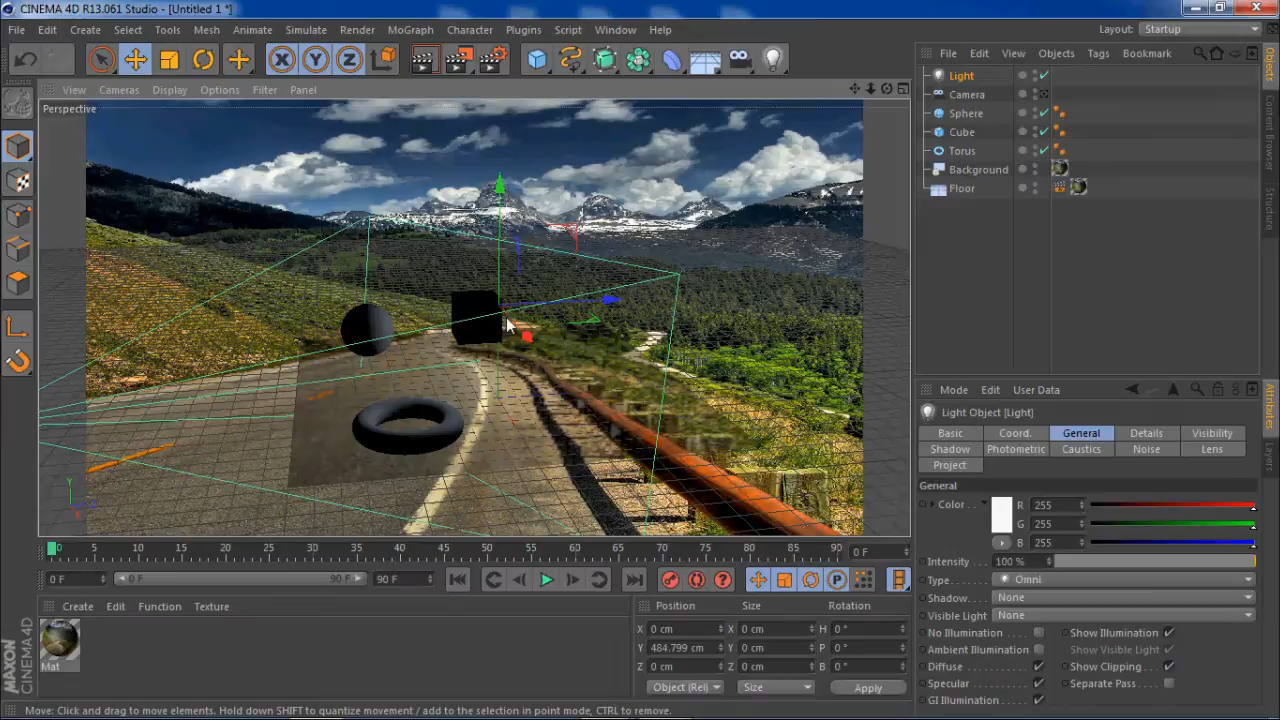 CINEMA 4D R13.061 Studio - [Untitled 1 *]
File Edit Create Select Tools Mesh Animate Simulate Render MoGraph Character Plugins Script Window Help Layout: Startup
File Edit View Objects Tags Bookmark
View Cameras Display Options Filter Panel
Perspective
Light
Camera
Sphere
Cube
Torus
Background
Floor
Objects
Content Browser
Structure
Mode Edit User Data
Light Object [Light]
Basic Coord. General Details Visibility
Shadow Photometric Caustics Noise Lens
Project
General
Color R 255
G 255
B 255
Intensity 100 %
Type Omni
Shadow None
Visible Light None
No Illumination Show Illumination
Ambient Illumination Show Visible Light
Diffuse Show Clipping
Specular Separate Pass
GI Illumination
Attributes
Layers
X Y Z
Y
0 5 10 15 20 25 30 35 40 45 50 55 60 65 70 75 80 85 90 0 F
0 F 0 F 90 F 90 F
P
Create Edit Function Texture
Mat
Position Size Rotation
X 0 cm X 0 cm H 0 °
Y 484.799 cm Y 0 cm P 0 °
Z 0 cm Z 0 cm B 0 °
Object (Rel) Size Apply
MAXON CINEMA 4D
Move: Click and drag to move elements. Hold down SHIFT to quantize movement / add to the selection in point mode, CTRL to remove.